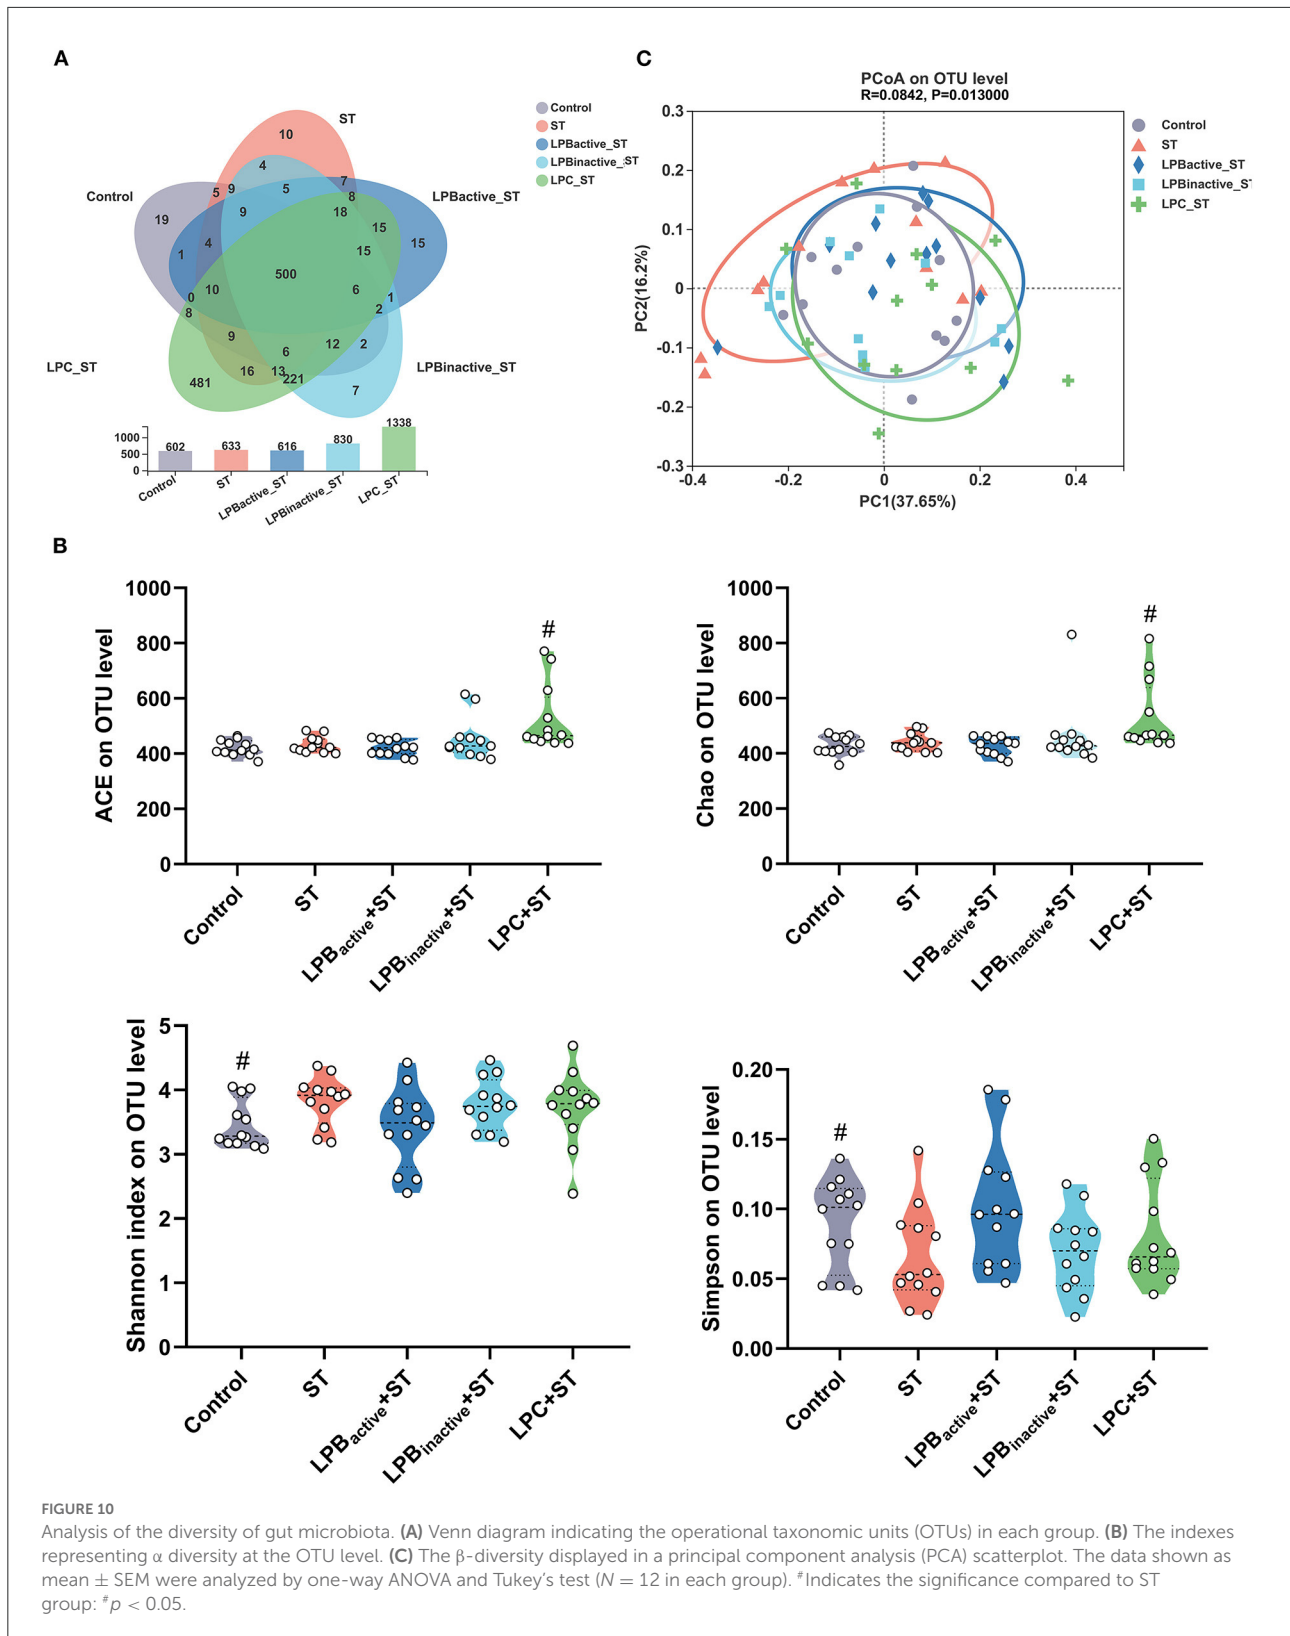 A
ST
10
Control
LPBactive_ST
LPBinactive_ST
LPC_ST
4
7
8
5
9
5
9
18
15
15
15
19
1
4
500
0
10
6
1
8
2
9
12
2
6
16
13
221
481
7
Control
ST
LPBactive_ST
LPBinactive_ST
LPC_ST
1000
500
0
602
633
616
830
1338
Control
ST
LPBactive_ST
LPBinactive_ST
LPC_ST
C
PCoA on OTU level
R=0.0842, P=0.013000
0.3
0.2
0.1
0
-0.1
-0.2
-0.3
PC2(16.2%)
-0.4
-0.2
0
0.2
0.4
PC1(37.65%)
Control
ST
LPBactive_ST
LPBinactive_ST
LPC_ST
B
ACE on OTU level
1000
800
600
400
200
0
#
Control
ST
LPBactive+ST
LPBinactive+ST
LPC+ST
Chao on OTU level
1000
800
600
400
200
0
#
Control
ST
LPBactive+ST
LPBinactive+ST
LPC+ST
Shannon index on OTU level
5
4
3
2
1
0
#
Control
ST
LPBactive+ST
LPBinactive+ST
LPC+ST
Simpson on OTU level
0.20
0.15
0.10
0.05
0.00
#
Control
ST
LPBactive+ST
LPBinactive+ST
LPC+ST
FIGURE 10
Analysis of the diversity of gut microbiota. (A) Venn diagram indicating the operational taxonomic units (OTUs) in each group. (B) The indexes
representing α diversity at the OTU level. (C) The β-diversity displayed in a principal component analysis (PCA) scatterplot. The data shown as
mean ± SEM were analyzed by one-way ANOVA and Tukey's test (N = 12 in each group). #Indicates the significance compared to ST
group: #p < 0.05.